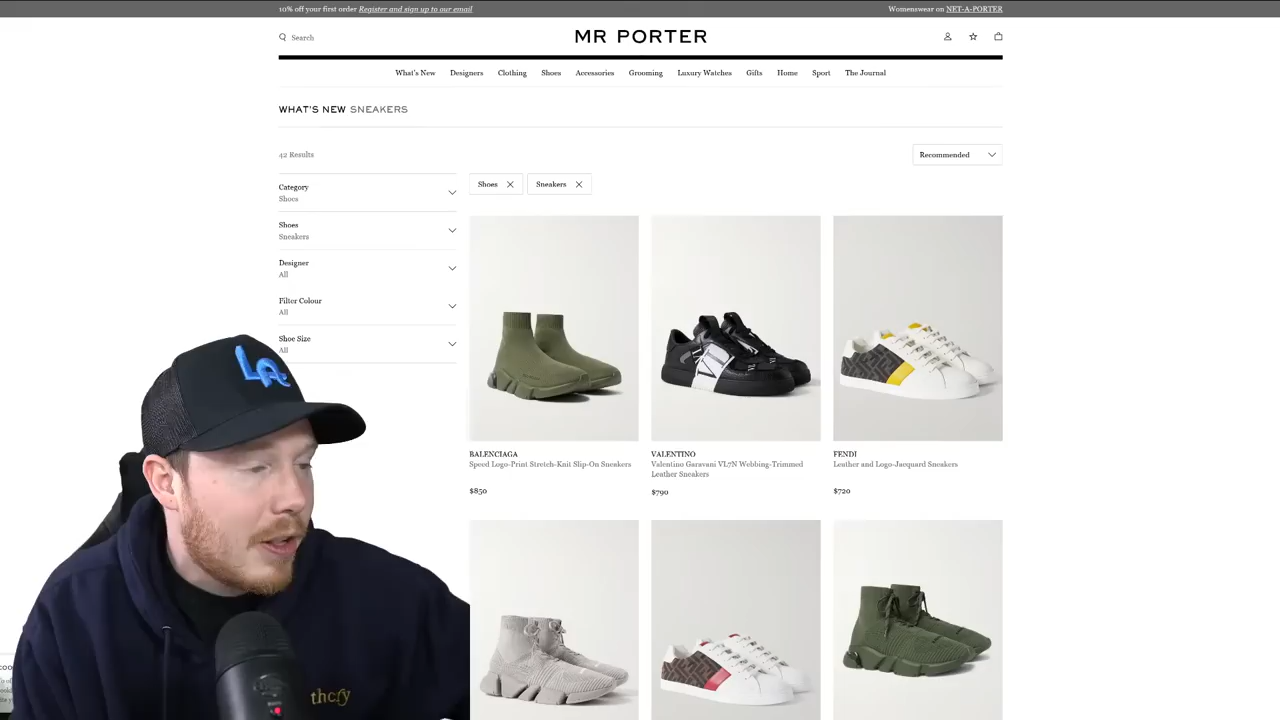 10% off your first order Register and sign up to our email
Womenswear on NET-A-PORTER
Search
MR PORTER
What's New Designers Clothing Shoes Accessories Grooming Luxury Watches Gifts Home Sport The Journal
WHAT'S NEW SNEAKERS
42 Results
Recommended
Category
Shoes
Shoes
Sneakers
Designer
All
Filter Colour
All
Shoe Size
All
Shoes
Sneakers
BALENCIAGA
Speed Logo-Print Stretch-Knit Slip-On Sneakers
$850
VALENTINO
Valentino Garavani VL7N Webbing-Trimmed
Leather Sneakers
$790
FENDI
Leather and Logo-Jacquard Sneakers
$720
LA